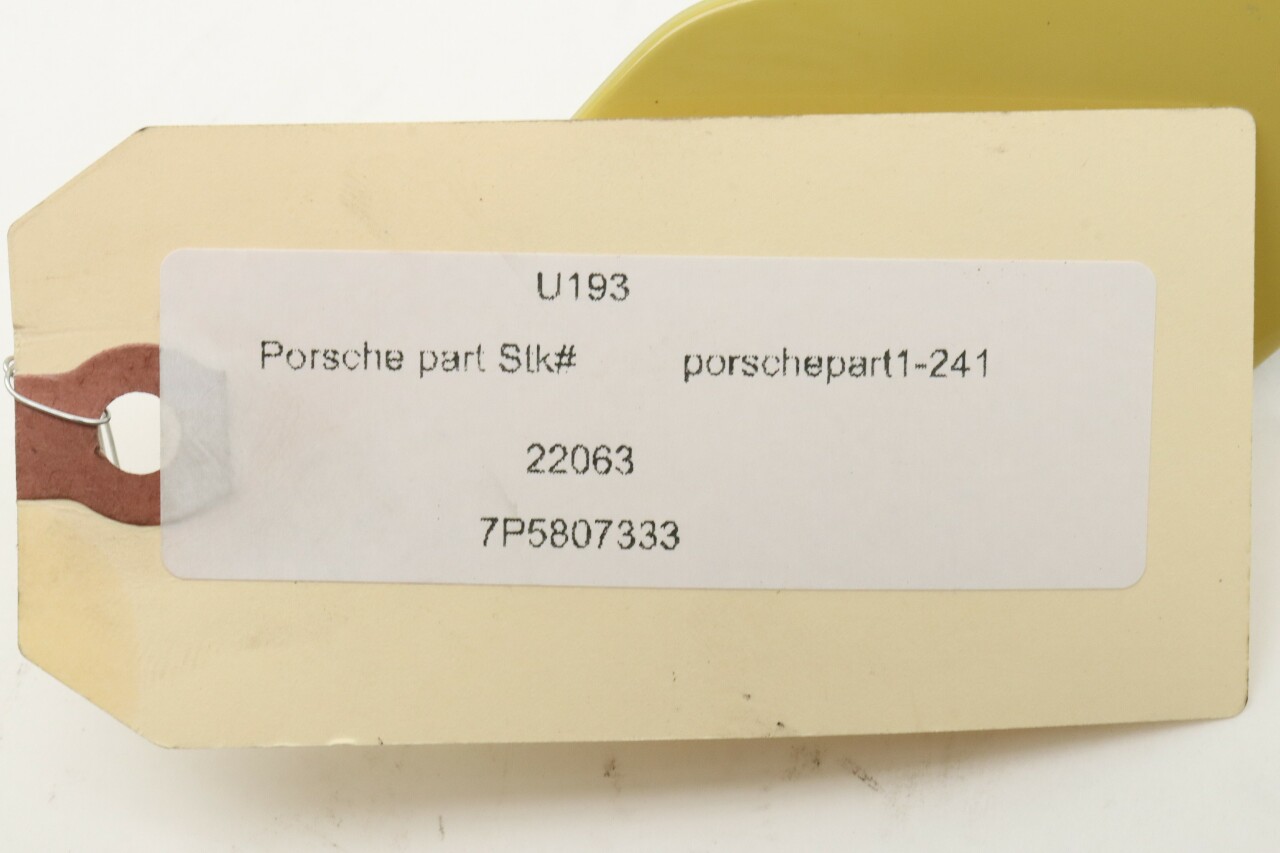 U193
Porsche part Stk# porschepart1-241
22063
7P5807333